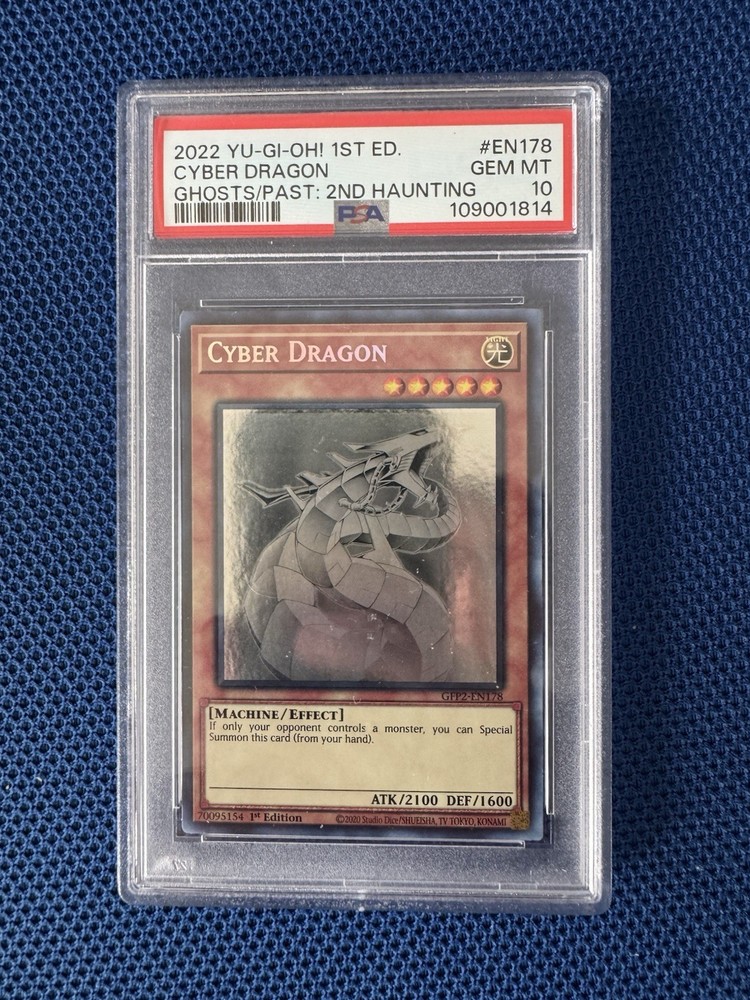 2022 YU-GI-OH! 1ST ED. #EN178
CYBER DRAGON GEM MT
GHOSTS/PAST: 2ND HAUNTING 10
PSA 109001814
CYBER DRAGON
LIGHT
光
GFP2-EN178
[MACHINE/EFFECT]
If only your opponent controls a monster, you can Special
Summon this card (from your hand).
ATK/2100 DEF/1600
70095154 1st Edition ©2020 Studio Dice/SHUEISHA, TV TOKYO, KONAMI